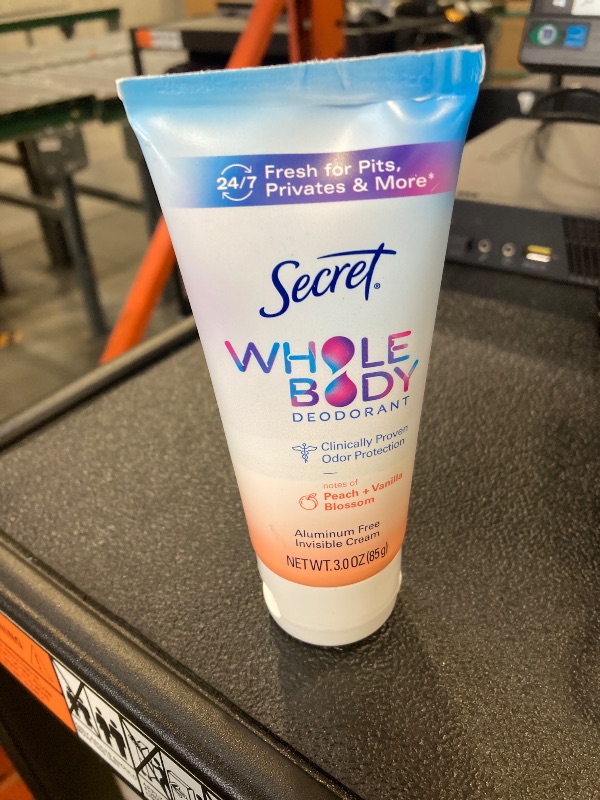 24/7
Fresh for Pits,
Privates & More*
Secret®
WHOLE
BODY
DEODORANT
Clinically Proven
Odor Protection
notes of
Peach + Vanilla
Blossom
Aluminum Free
Invisible Cream
NET WT. 3.0 OZ (85g)